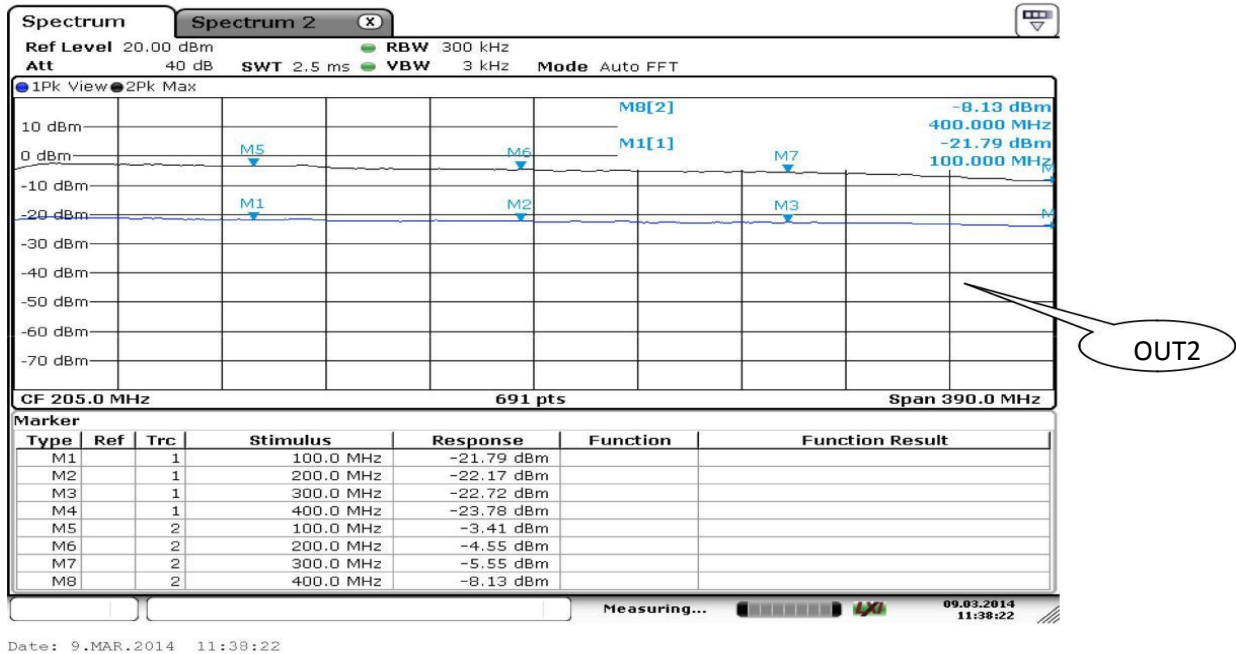 Spectrum Spectrum 2 X
Ref Level 20.00 dBm RBW 300 kHz
Att 40 dB SWT 2.5 ms VBW 3 kHz Mode Auto FFT
1Pk View 2Pk Max
M8[2] -8.13 dBm
400.000 MHz
M1[1] -21.79 dBm
100.000 MHz
10 dBm
0 dBm
-10 dBm
-20 dBm
-30 dBm
-40 dBm
-50 dBm
-60 dBm
-70 dBm
M5 M6 M7 M
M1 M2 M3 M
OUT2
CF 205.0 MHz 691 pts Span 390.0 MHz
Marker
Type Ref Trc Stimulus Response Function Function Result
M1 1 100.0 MHz -21.79 dBm
M2 1 200.0 MHz -22.17 dBm
M3 1 300.0 MHz -22.72 dBm
M4 1 400.0 MHz -23.78 dBm
M5 2 100.0 MHz -3.41 dBm
M6 2 200.0 MHz -4.55 dBm
M7 2 300.0 MHz -5.55 dBm
M8 2 400.0 MHz -8.13 dBm
Measuring... LXI 09.03.2014
11:38:22
Date: 9.MAR.2014 11:38:22